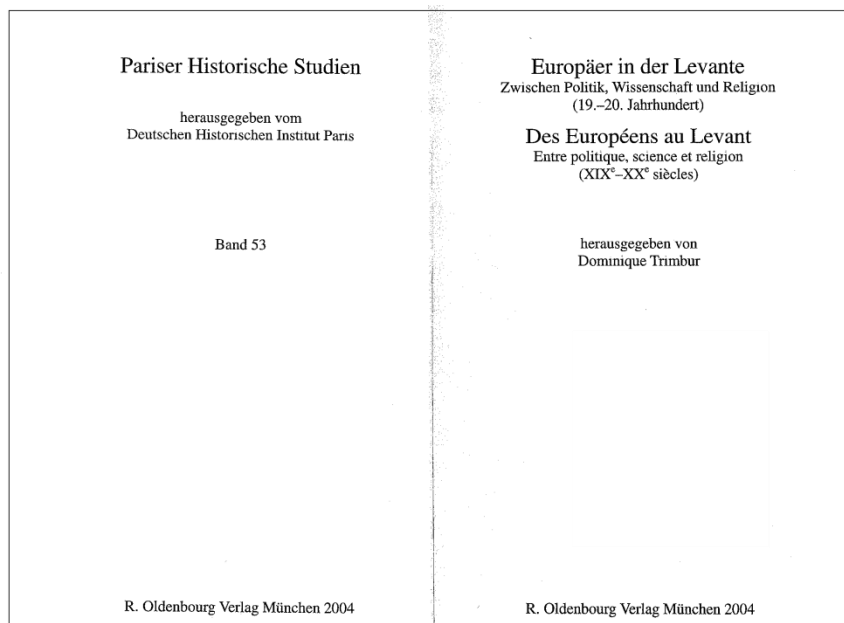 Pariser Historische Studien
herausgegeben vom
Deutschen Historischen Institut Paris
Band 53
R. Oldenbourg Verlag München 2004
Europäer in der Levante
Zwischen Politik, Wissenschaft und Religion
(19.–20. Jahrhundert)
Des Européens au Levant
Entre politique, science et religion
(XIXe–XXe siècles)
herausgegeben von
Dominique Trimbur
R. Oldenbourg Verlag München 2004